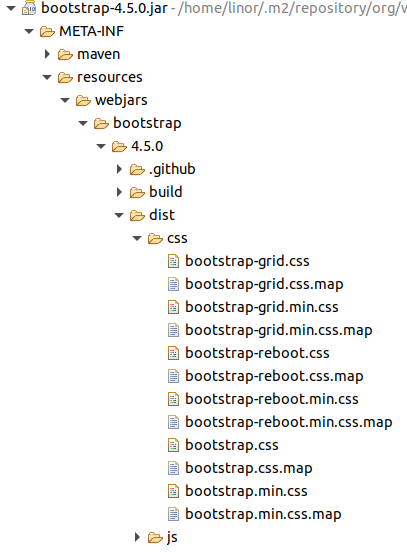 bootstrap-4.5.0.jar - /home/linor/.m2/repository/org/
META-INF
maven
resources
webjars
bootstrap
4.5.0
.github
build
dist
css
bootstrap-grid.css
bootstrap-grid.css.map
bootstrap-grid.min.css
bootstrap-grid.min.css.map
bootstrap-reboot.css
bootstrap-reboot.css.map
bootstrap-reboot.min.css
bootstrap-reboot.min.css.map
bootstrap.css
bootstrap.css.map
bootstrap.min.css
bootstrap.min.css.map
js